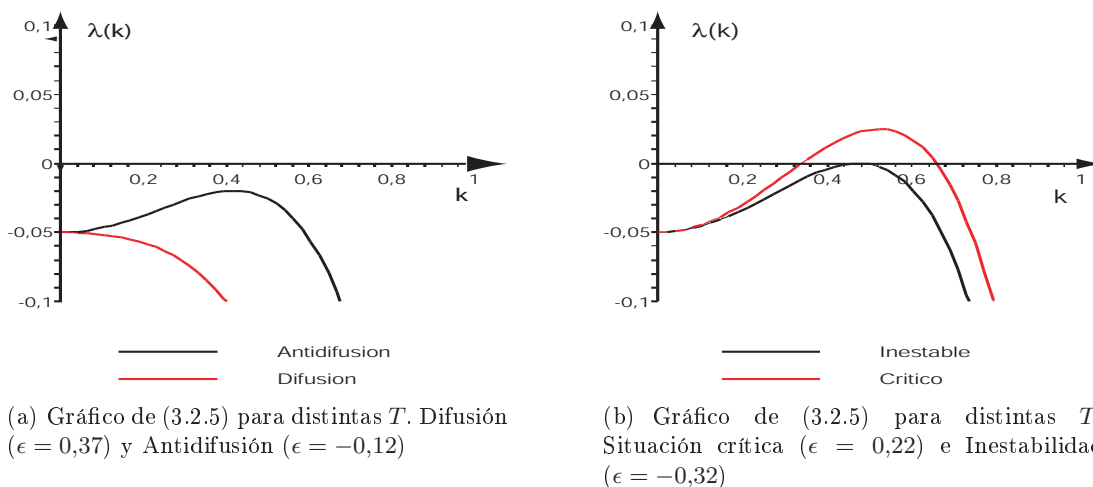 0,1
λ(k)
0,05
0
0,2
0,4
0,6
0,8
1
k
-0,05
-0,1
Antidifusion
Difusion
(a) Gráfico de (3.2.5) para distintas T. Difusión
(ϵ = 0,37) y Antidifusión (ϵ = −0,12)
0,1
λ(k)
0,05
0
0,2
0,4
0,6
0,8
1
k
-0,05
-0,1
Inestable
Critico
(b) Gráfico de (3.2.5) para distintas T
Situación crítica (ϵ = 0,22) e Inestabilidad
(ϵ = −0,32)